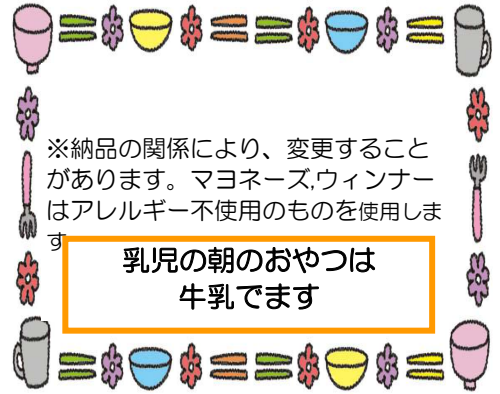 ※納品の関係により、変更すること
があります。マヨネーズ,ウィンナー
はアレルギー不使用のものを使用しま
す
乳児の朝のおやつは
牛乳でます